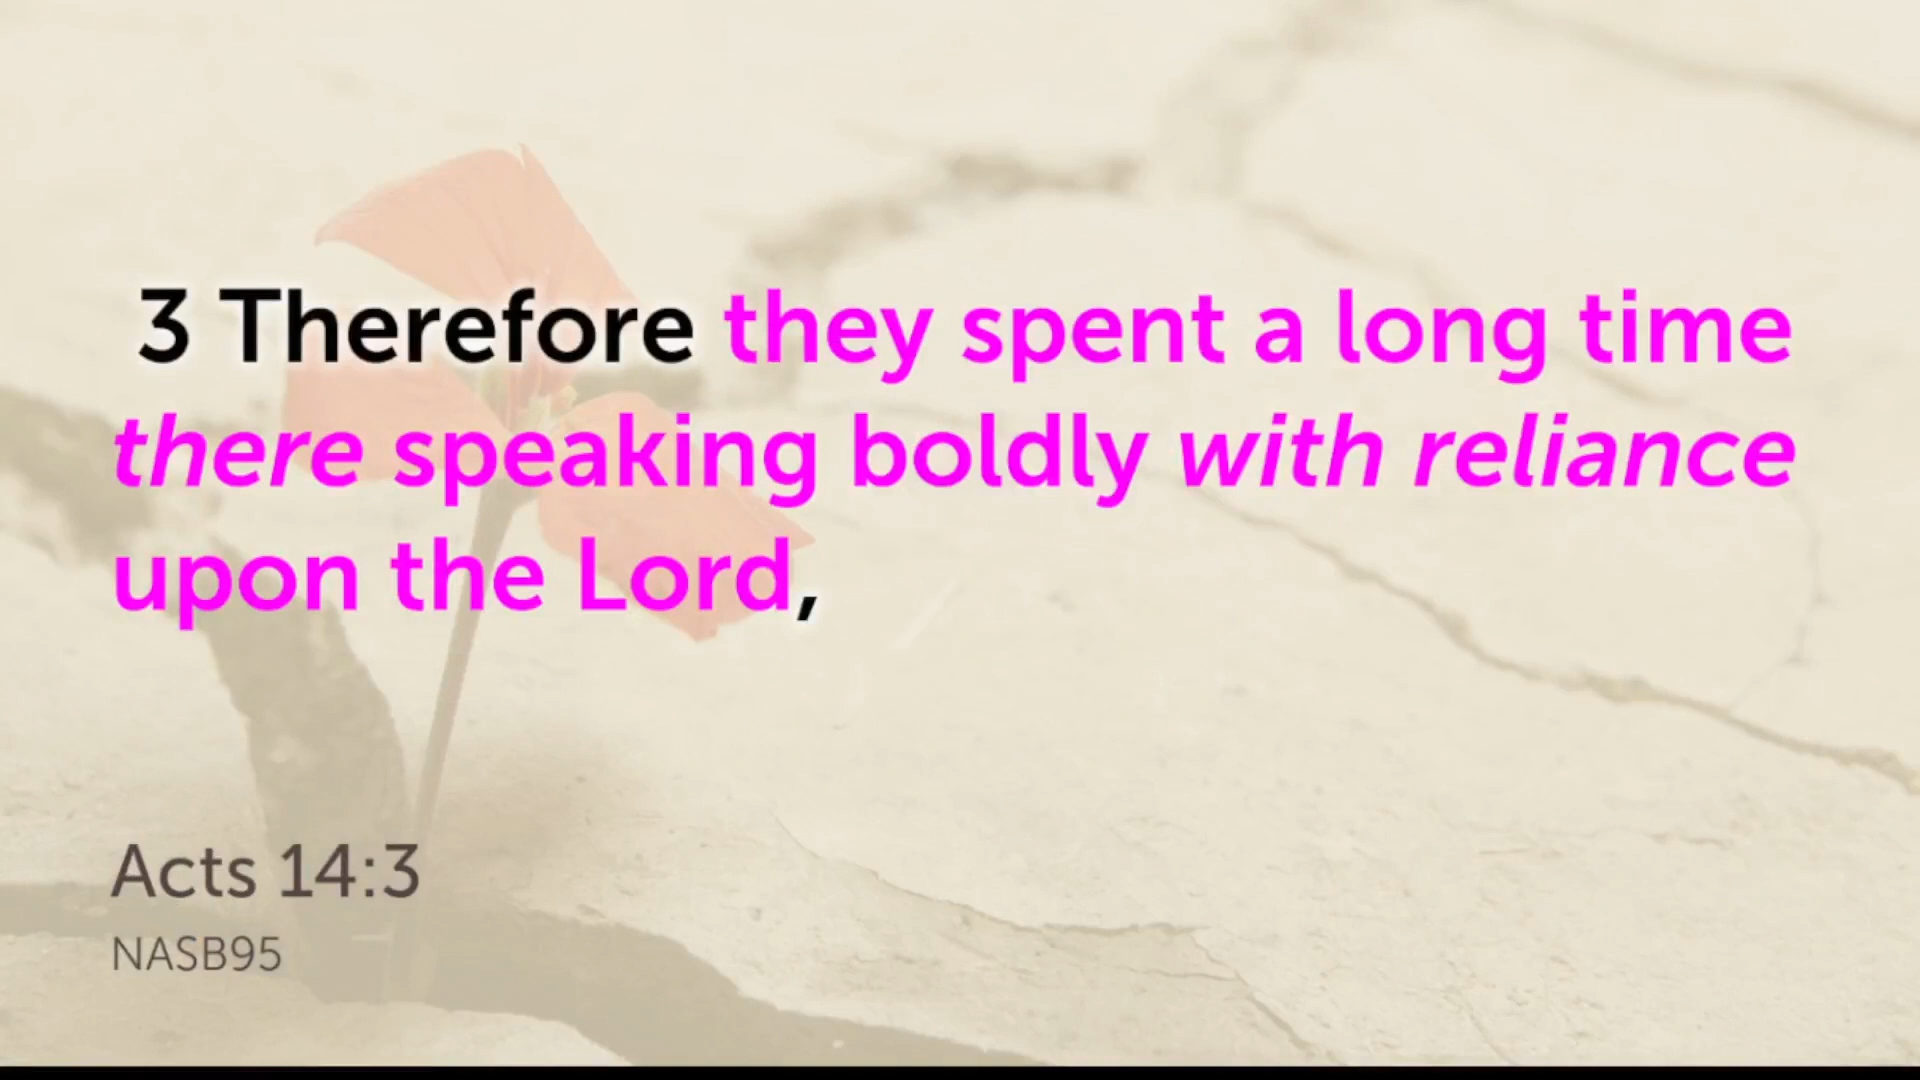 3 Therefore they spent a long time
there speaking boldly with reliance
upon the Lord,
Acts 14:3
NASB95